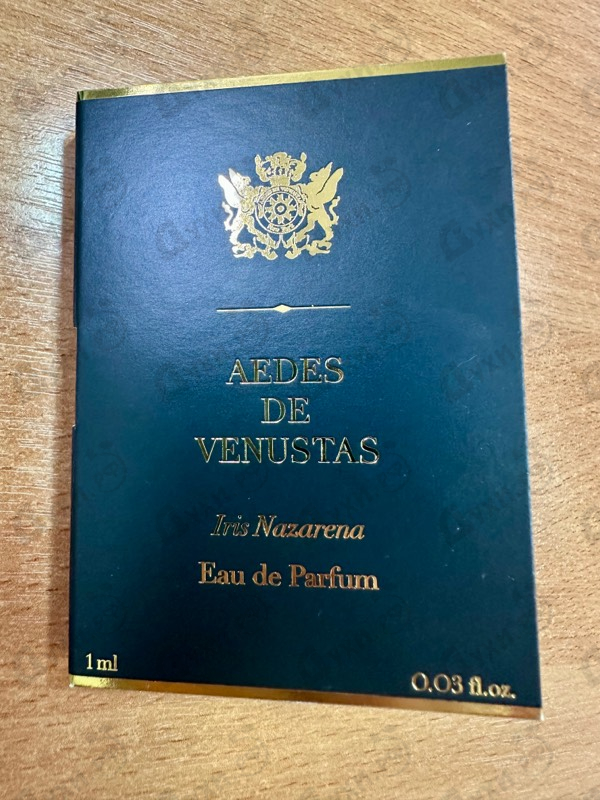 AEDES
DE
VENUSTAS
Iris Nazarena
Eau de Parfum
1 ml
0.03 fl.oz.